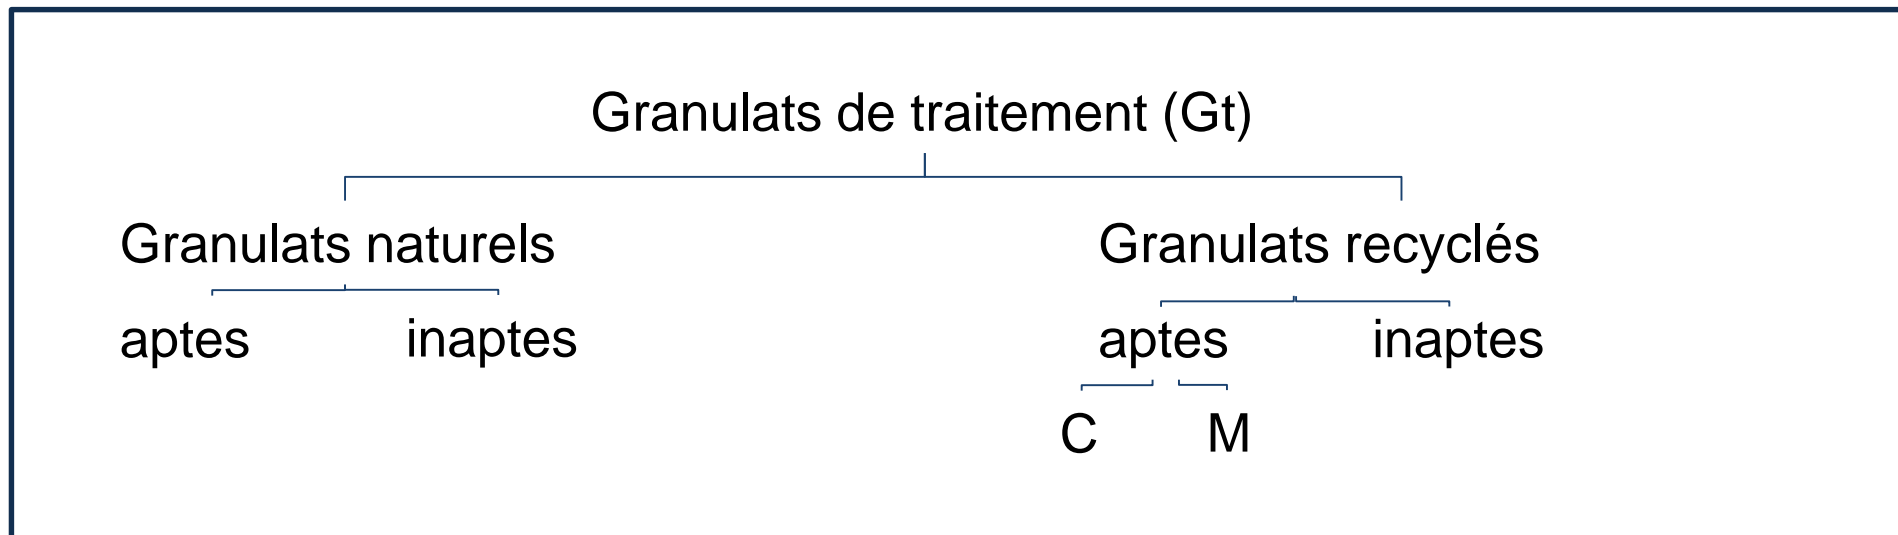 Granulats de traitement (Gt)
Granulats naturels Granulats recyclés
aptes inaptes aptes inaptes
C M